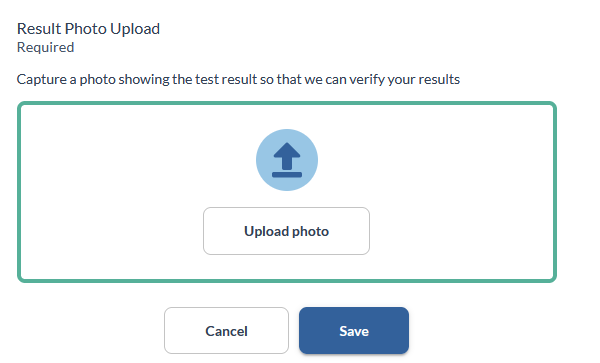 Result Photo Upload
Required
Capture a photo showing the test result so that we can verify your results
Upload photo
Cancel
Save